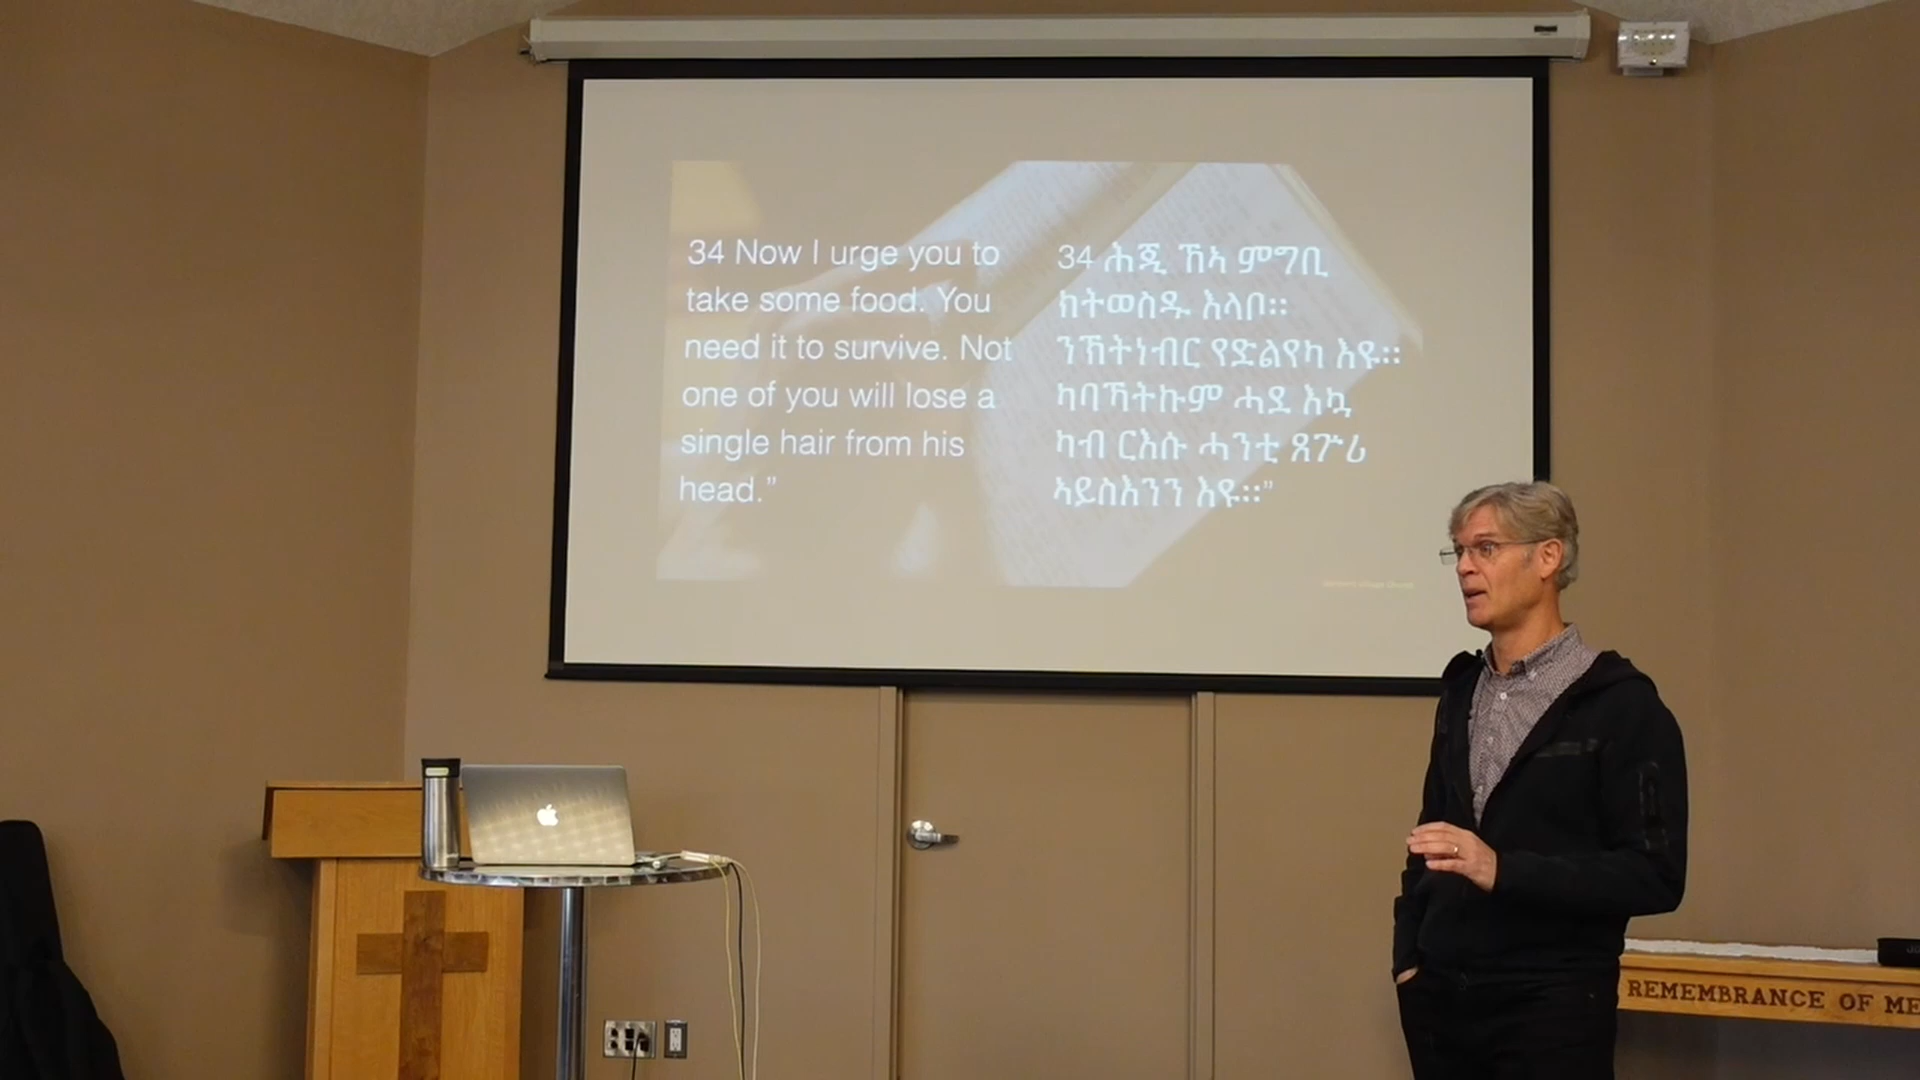 34 Now I urge you to
take some food. You
need it to survive. Not
one of you will lose a
single hair from his
head.”
34 ሕጂ ኸኣ ምግቢ
ክትወስዱ እላቦ፡፡
ንኽትነብር የድልየካ እዩ፡፡
ካባኻትኩም ሓደ እኳ
ካብ ርእሱ ሓንቲ ጸጒሪ
ኣይስእንን እዩ፡፡”
REMEMBRANCE OF ME